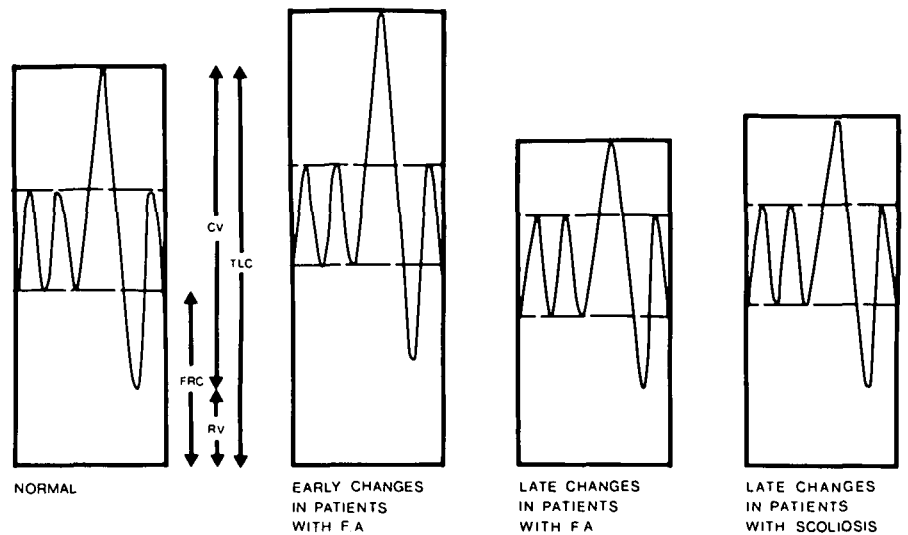 CV
TLC
FRC
RV
NORMAL
EARLY CHANGES
IN PATIENTS
WITH F.A
LATE CHANGES
IN PATIENTS
WITH F.A
LATE CHANGES
IN PATIENTS
WITH SCOLIOSIS